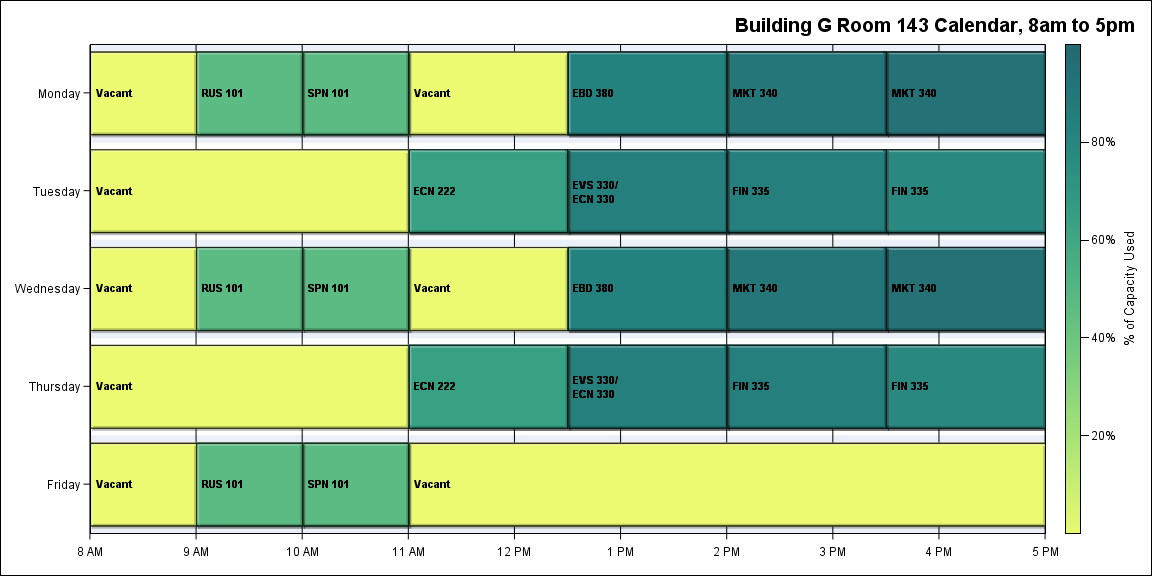 Building G Room 143 Calendar, 8am to 5pm
Monday
Vacant
RUS 101
SPN 101
Vacant
EBD 380
MKT 340
MKT 340
Tuesday
Vacant
ECN 222
EVS 330/
ECN 330
FIN 335
FIN 335
Wednesday
Vacant
RUS 101
SPN 101
Vacant
EBD 380
MKT 340
MKT 340
Thursday
Vacant
ECN 222
EVS 330/
ECN 330
FIN 335
FIN 335
Friday
Vacant
RUS 101
SPN 101
Vacant
8 AM
9 AM
10 AM
11 AM
12 PM
1 PM
2 PM
3 PM
4 PM
5 PM
80%
60%
40%
20%
% of Capacity Used